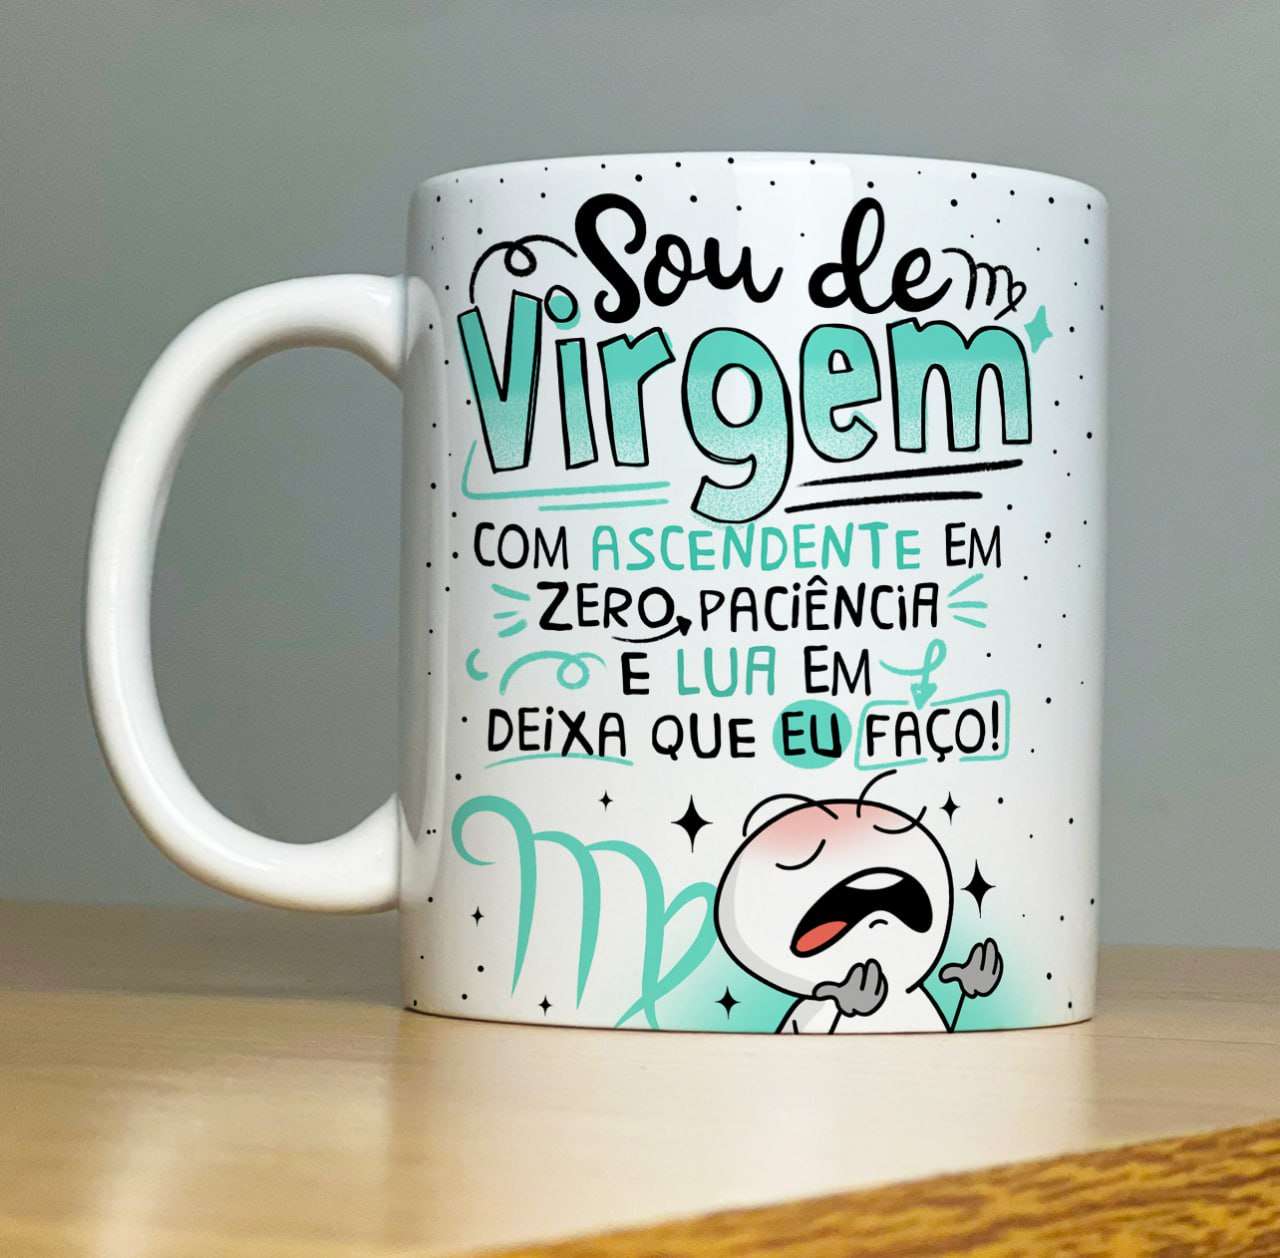 Sou de
Virgem
COM ASCENDENTE EM
ZERO PACIÊNCIA
E LUA EM
DEIXA QUE EU FAÇO!